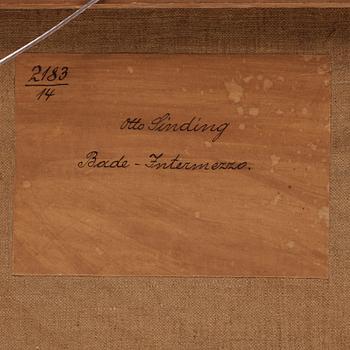 2183
14
Otto Sinding
Bade-Intermezzo.